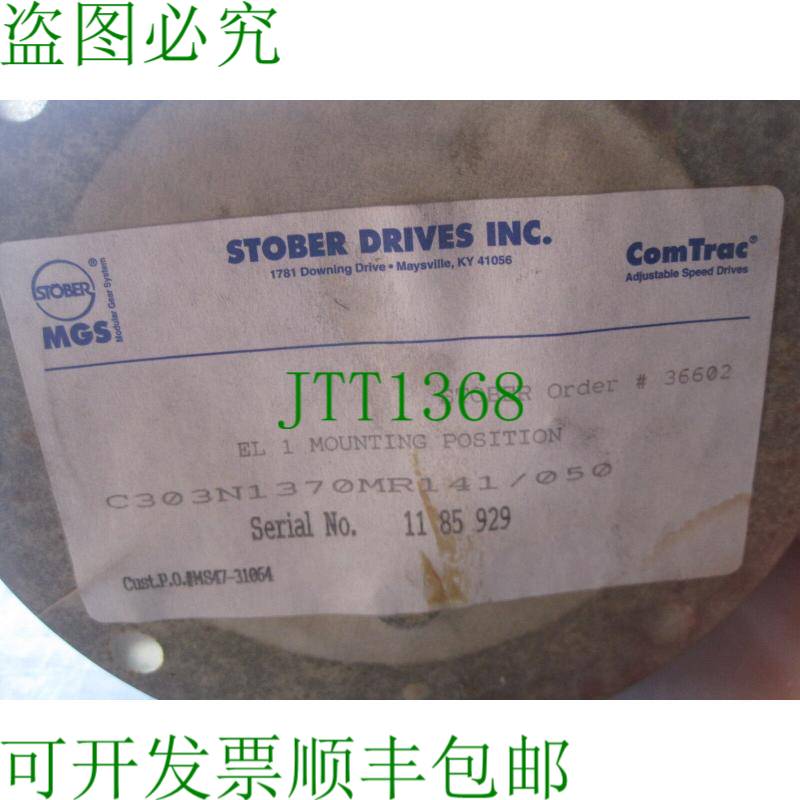 盗图必究
STOBER DRIVES INC.
1781 Downing Drive • Maysville, KY 41056
STOBER
®
MGS
Modular Gear System
ComTrac®
Adjustable Speed Drives
JTT1368
STOBER Order # 36602
EL 1 MOUNTING POSITION
C303N1370MR141/050
Serial No. 11 85 929
Cust.P.O.#MS47-31064
可开发票顺丰包邮